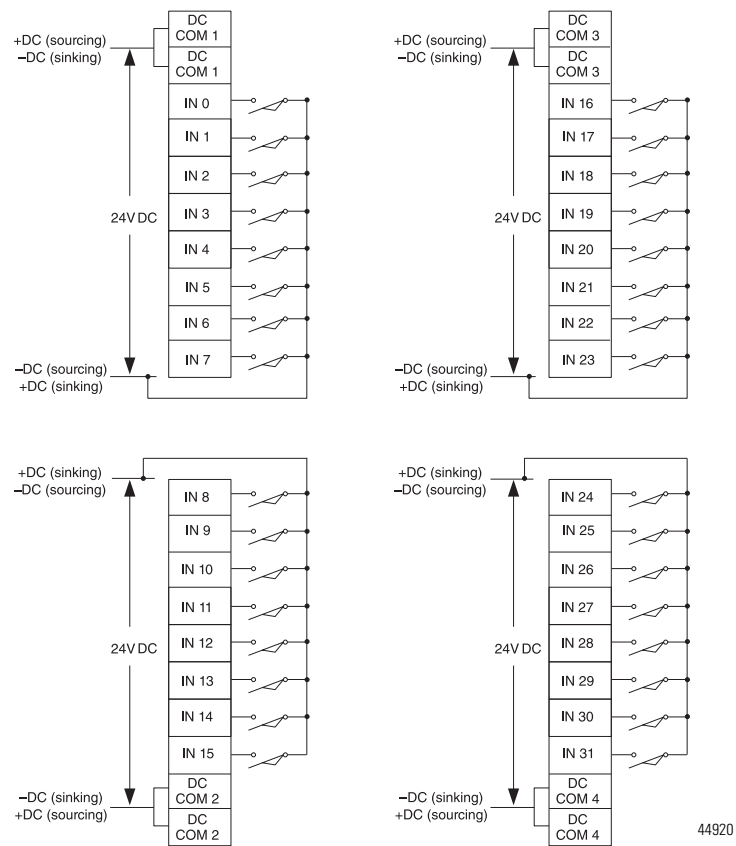 DC
COM 1
+DC (sourcing)
–DC (sinking)
DC
COM 1
IN 0
IN 1
IN 2
IN 3
24V DC
IN 4
IN 5
IN 6
IN 7
–DC (sourcing)
+DC (sinking)
DC
COM 3
+DC (sourcing)
–DC (sinking)
DC
COM 3
IN 16
IN 17
IN 18
IN 19
24V DC
IN 20
IN 21
IN 22
IN 23
–DC (sourcing)
+DC (sinking)
+DC (sinking)
–DC (sourcing)
IN 8
IN 9
IN 10
IN 11
IN 12
24V DC
IN 13
IN 14
IN 15
DC
COM 2
–DC (sinking)
+DC (sourcing)
DC
COM 2
+DC (sinking)
–DC (sourcing)
IN 24
IN 25
IN 26
IN 27
IN 28
24V DC
IN 29
IN 30
IN 31
DC
COM 4
–DC (sinking)
+DC (sourcing)
DC
COM 4
44920